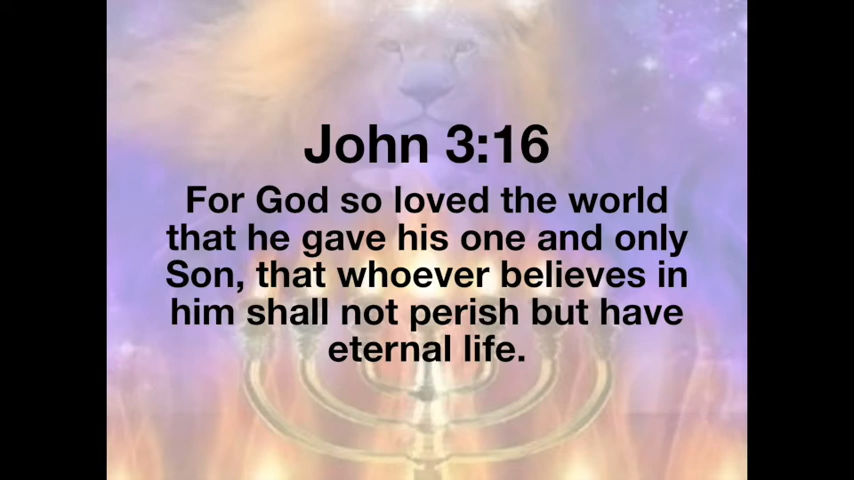 John 3:16
For God so loved the world
that he gave his one and only
Son, that whoever believes in
him shall not perish but have
eternal life.